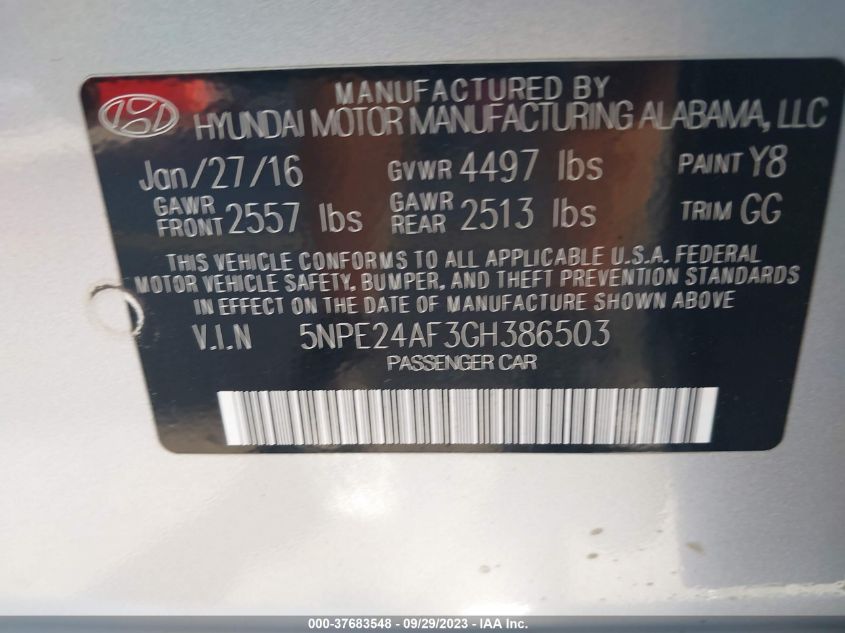 MANUFACTURED BY
HYUNDAI MOTOR MANUFACTURING ALABAMA, LLC
Jan/27/16 GVWR 4497 lbs PAINT Y8
GAWR FRONT 2557 lbs GAWR REAR 2513 lbs TRIM GG
THIS VEHICLE CONFORMS TO ALL APPLICABLE U.S.A. FEDERAL
MOTOR VEHICLE SAFETY, BUMPER, AND THEFT PREVENTION STANDARDS
IN EFFECT ON THE DATE OF MANUFACTURE SHOWN ABOVE
V.I.N 5NPE24AF3GH386503
PASSENGER CAR
000-37683548 - 09/29/2023 - IAA Inc.